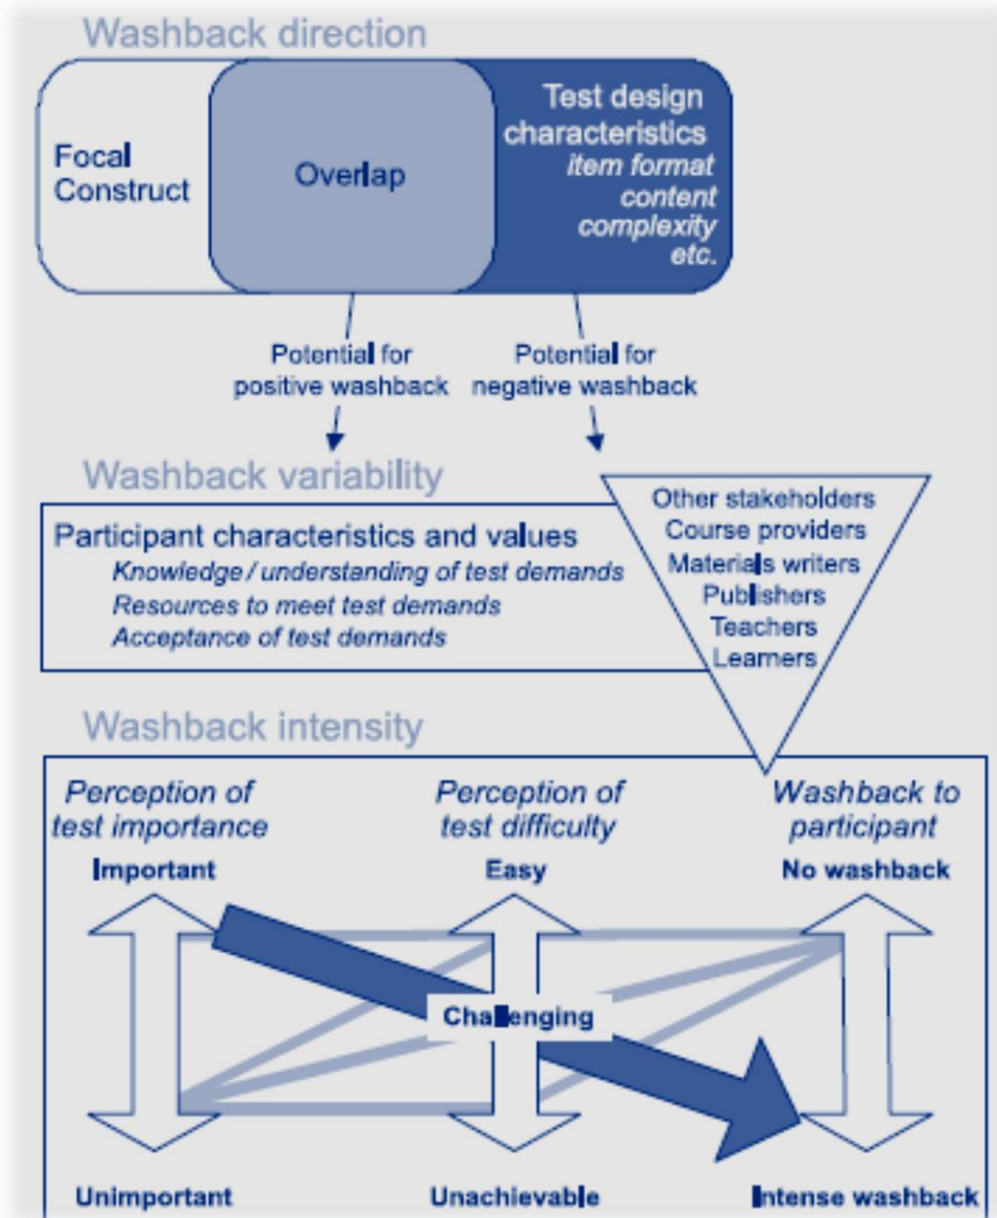 Washback direction
Focal
Construct
Overlap
Test design
characteristics
item format
content
complexity
etc.
Potential for
positive washback
Potential for
negative washback
Washback variability
Participant characteristics and values
Knowledge / understanding of test demands
Resources to meet test demands
Acceptance of test demands
Other stakeholders
Course providers
Materials writers
Publishers
Teachers
Learners
Washback intensity
Perception of
test importance
Perception of
test difficulty
Washback to
participant
Important
Easy
No washback
Challenging
Unimportant
Unachievable
Intense washback